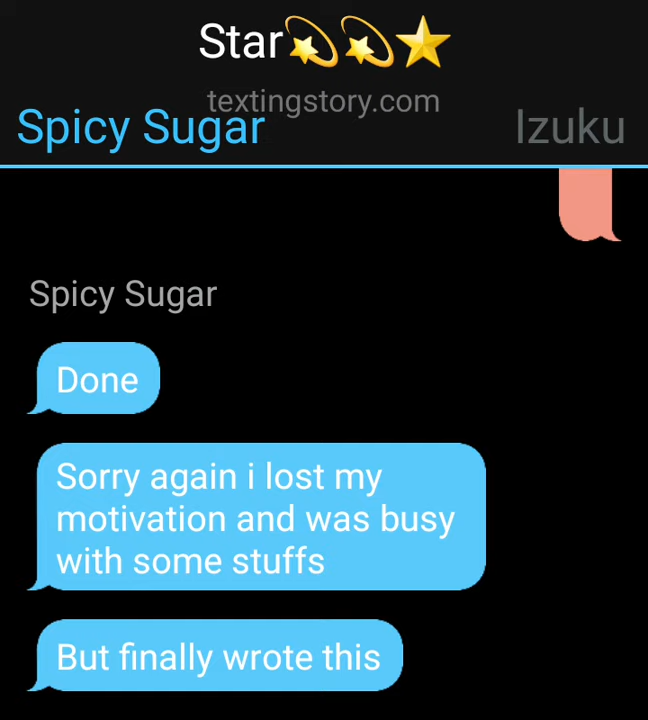 Star💫💫⭐
textingstory.com
Spicy Sugar
Izuku
Spicy Sugar
Done
Sorry again i lost my
motivation and was busy
with some stuffs
But finally wrote this